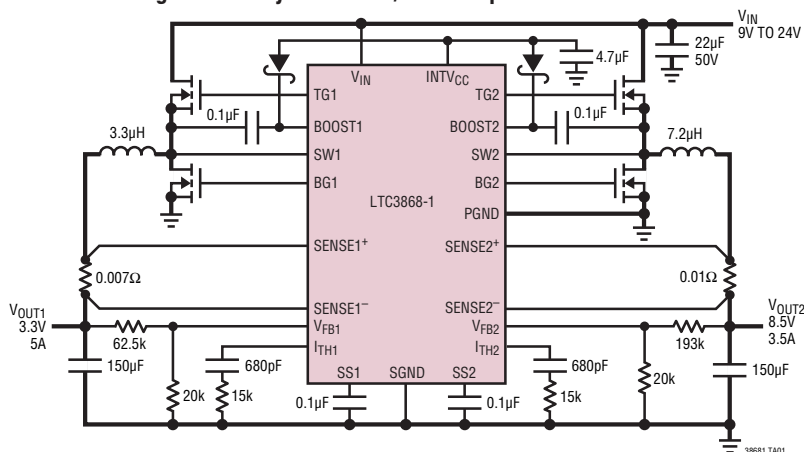 V_IN
9V TO 24V
22µF
50V
4.7µF
V_IN
INTV_CC
TG1
TG2
0.1µF
0.1µF
BOOST1
BOOST2
3.3µH
7.2µH
SW1
SW2
BG1
BG2
LTC3868-1
PGND
SENSE1+
SENSE2+
0.007Ω
0.01Ω
SENSE1–
SENSE2–
V_OUT1
3.3V
5A
V_OUT2
8.5V
3.5A
62.5k
V_FB1
V_FB2
193k
I_TH1
I_TH2
150µF
680pF
680pF
150µF
SS1
SGND
SS2
20k
15k
0.1µF
0.1µF
15k
20k
38681 TA01